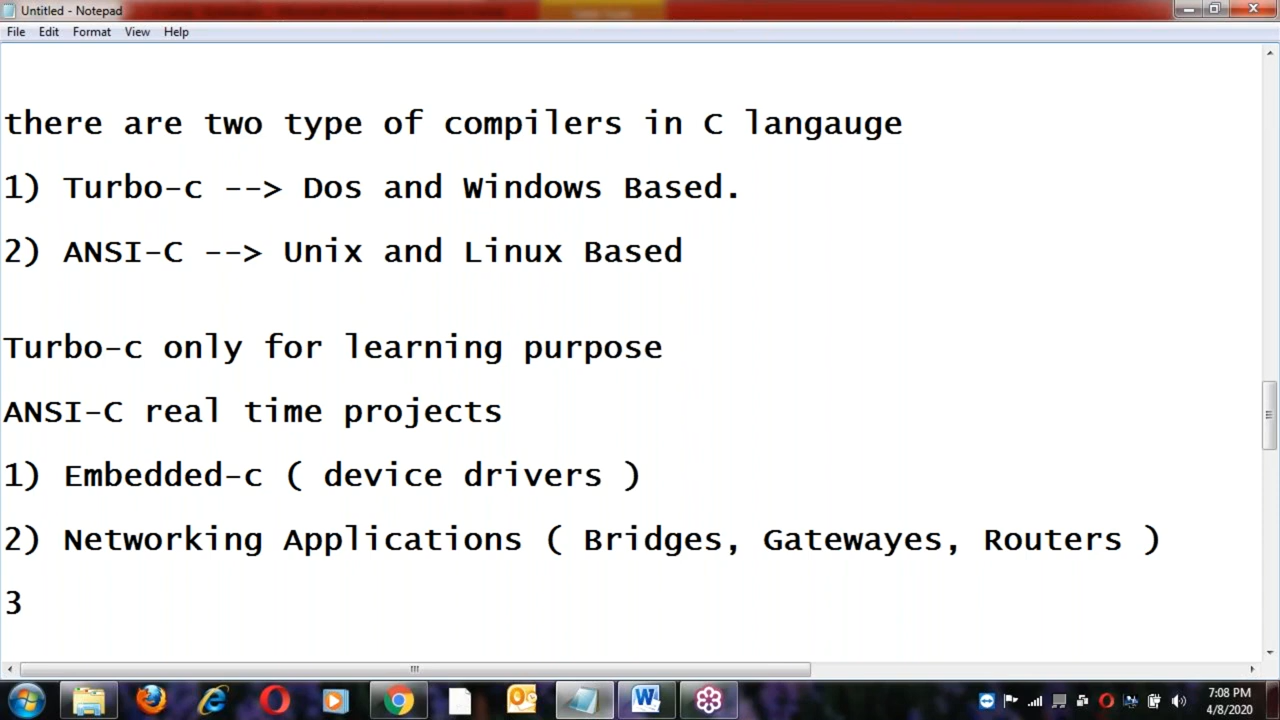 Untitled - Notepad
File Edit Format View Help
there are two type of compilers in C langauge
1) Turbo-c --> Dos and Windows Based.
2) ANSI-C --> Unix and Linux Based
Turbo-c only for learning purpose
ANSI-C real time projects
1) Embedded-c ( device drivers )
2) Networking Applications ( Bridges, Gatewayes, Routers )
3
7:08 PM
4/8/2020